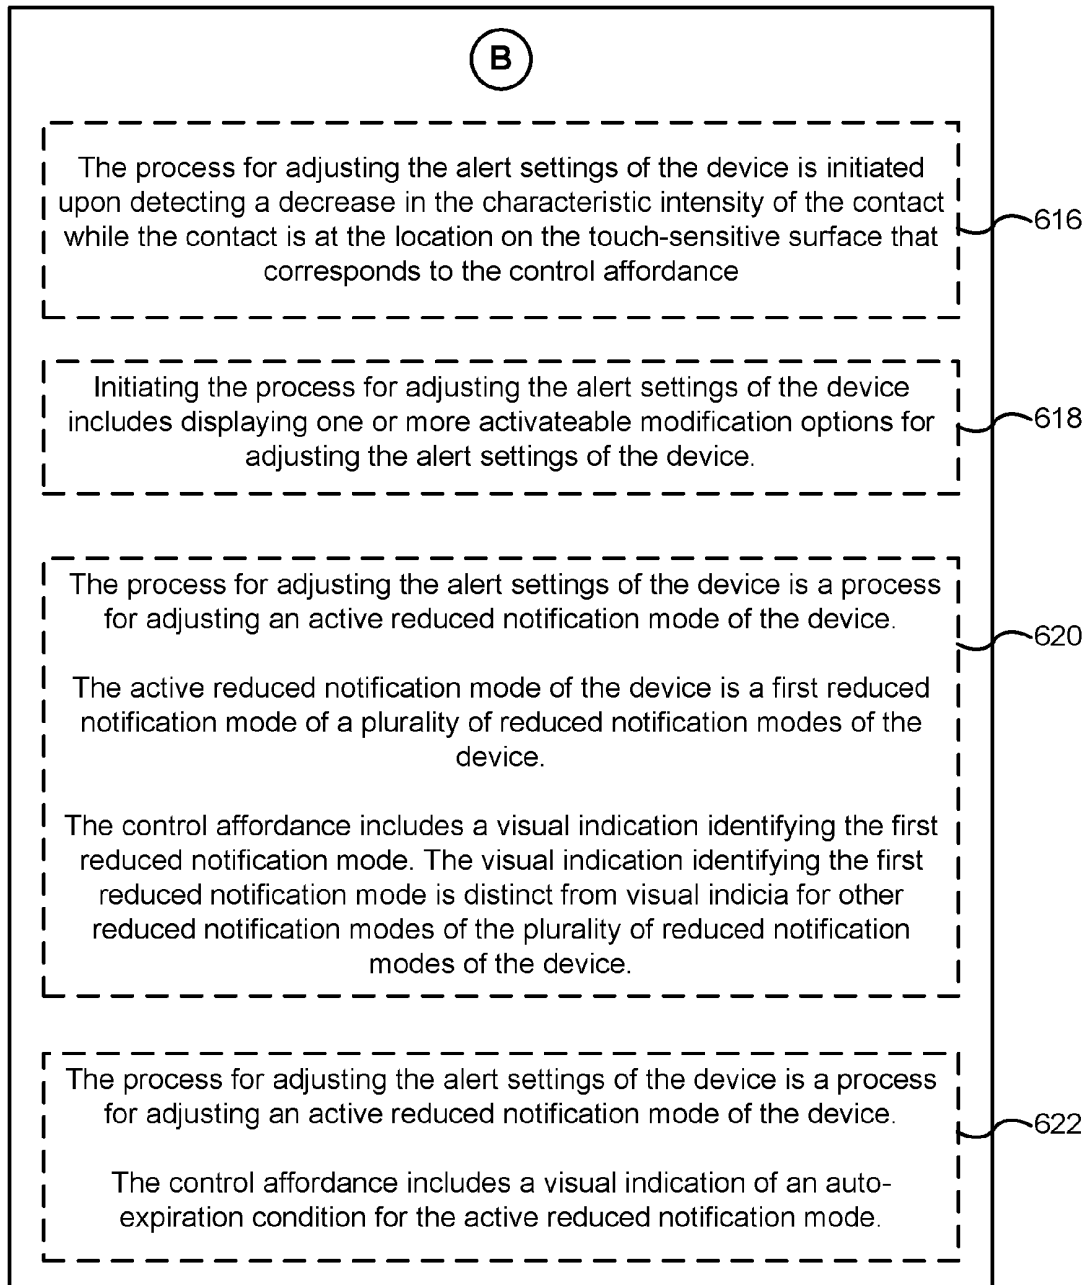 B
The process for adjusting the alert settings of the device is initiated
upon detecting a decrease in the characteristic intensity of the contact
while the contact is at the location on the touch-sensitive surface that
corresponds to the control affordance
616
Initiating the process for adjusting the alert settings of the device
includes displaying one or more activateable modification options for
adjusting the alert settings of the device.
618
The process for adjusting the alert settings of the device is a process
for adjusting an active reduced notification mode of the device.
The active reduced notification mode of the device is a first reduced
notification mode of a plurality of reduced notification modes of the
device.
The control affordance includes a visual indication identifying the first
reduced notification mode. The visual indication identifying the first
reduced notification mode is distinct from visual indicia for other
reduced notification modes of the plurality of reduced notification
modes of the device.
620
The process for adjusting the alert settings of the device is a process
for adjusting an active reduced notification mode of the device.
The control affordance includes a visual indication of an auto-
expiration condition for the active reduced notification mode.
622